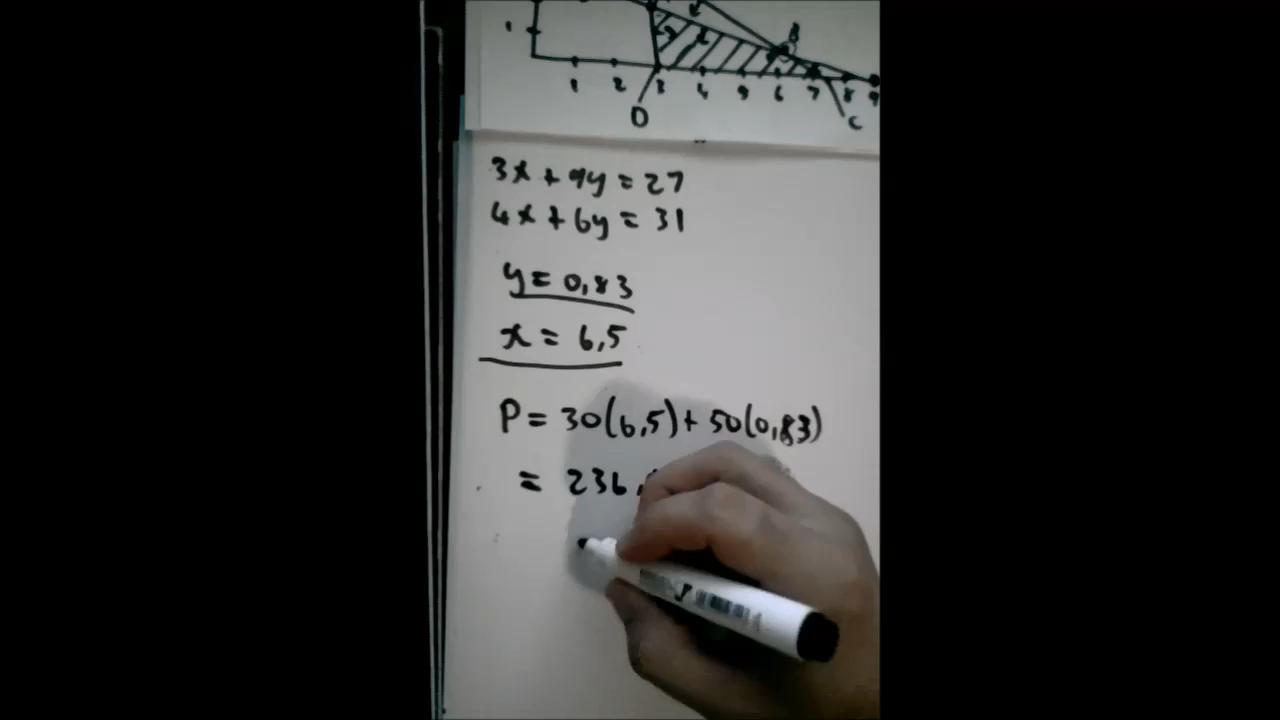 1
B
1 2 3 4 5 6 7 8 9
D C
3x + 9y = 27
4x + 6y = 31
y = 0,83
x = 6,5
P = 30(6,5) + 50(0,83)
= 236,